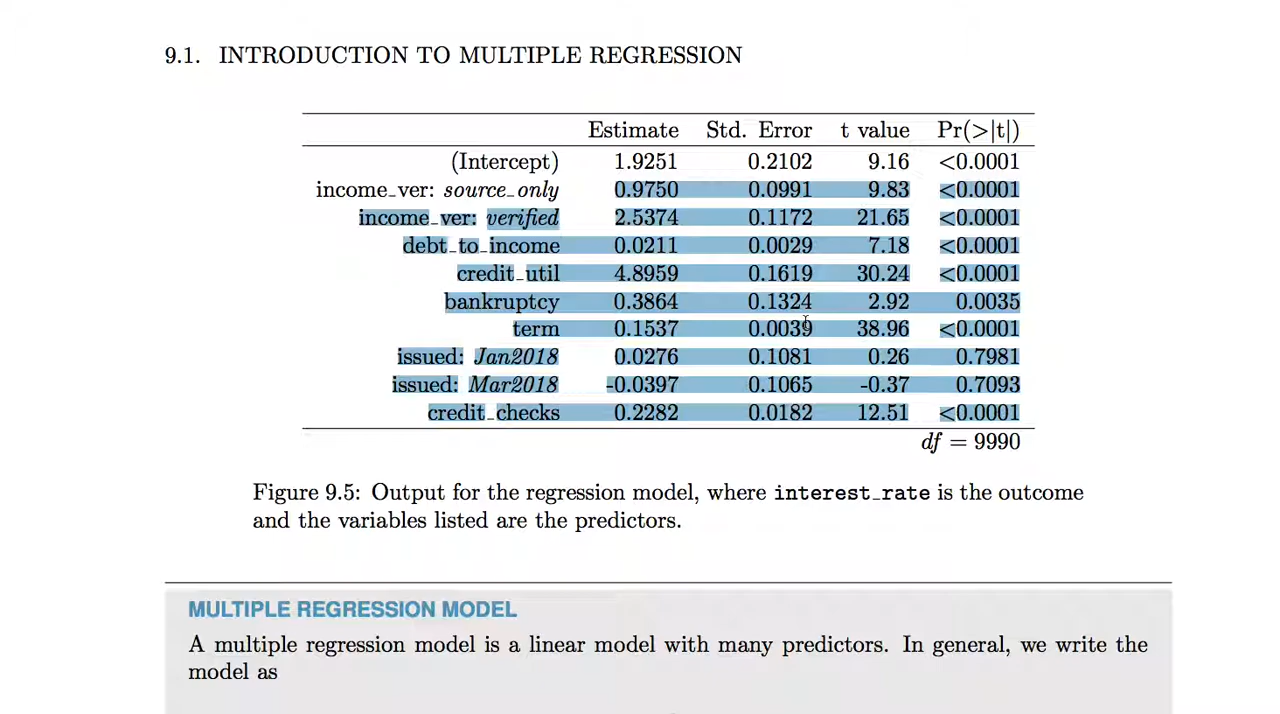 9.1. INTRODUCTION TO MULTIPLE REGRESSION
Estimate Std. Error t value Pr(>|t|)
(Intercept) 1.9251 0.2102 9.16 <0.0001
income_ver: source_only 0.9750 0.0991 9.83 <0.0001
income_ver: verified 2.5374 0.1172 21.65 <0.0001
debt_to_income 0.0211 0.0029 7.18 <0.0001
credit_util 4.8959 0.1619 30.24 <0.0001
bankruptcy 0.3864 0.1324 2.92 0.0035
term 0.1537 0.0039 38.96 <0.0001
issued: Jan2018 0.0276 0.1081 0.26 0.7981
issued: Mar2018 -0.0397 0.1065 -0.37 0.7093
credit_checks 0.2282 0.0182 12.51 <0.0001
df = 9990
Figure 9.5: Output for the regression model, where interest_rate is the outcome
and the variables listed are the predictors.
MULTIPLE REGRESSION MODEL
A multiple regression model is a linear model with many predictors. In general, we write the
model as